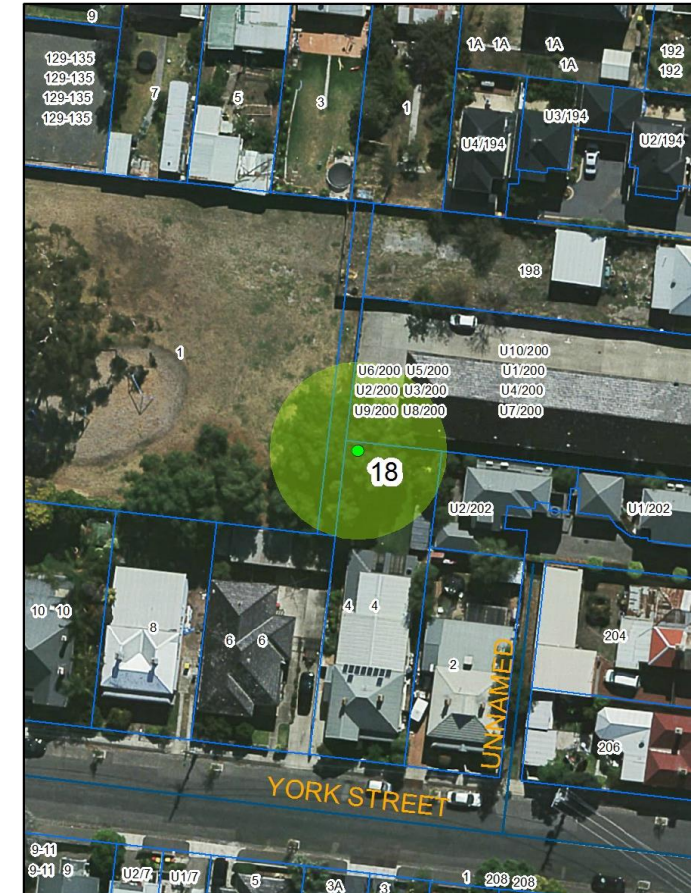 9
129-135
129-135
129-135
129-135
7
5
3
1
1A 1A 1A
1A
192
192
U4/194
U3/194
U2/194
198
1
U10/200
U6/200 U5/200 U1/200
U2/200 U3/200 U4/200
U9/200 U8/200 U7/200
18
U2/202
U1/202
10 10
8
6 6
4 4
2
204
UNNAMED
206
YORK STREET
9-11
9-11 9
U2/7
U1/7
5
3A
3
1
208 208